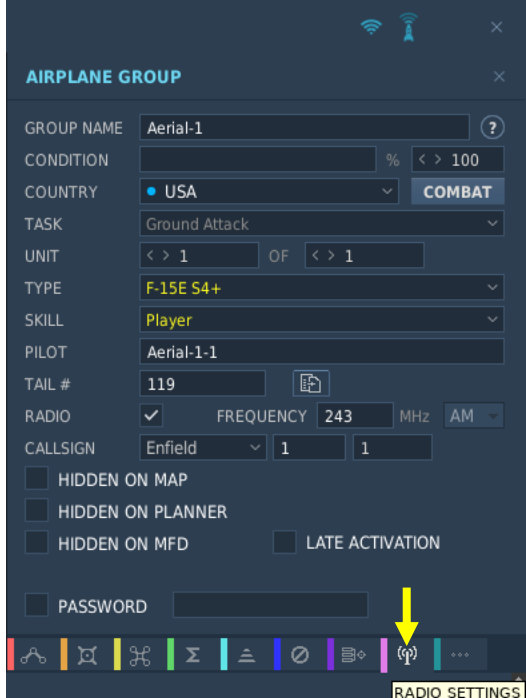 AIRPLANE GROUP
GROUP NAME Aerial-1 ?
CONDITION % < > 100
COUNTRY USA COMBAT
TASK Ground Attack
UNIT < > 1 OF < > 1
TYPE F-15E S4+
SKILL Player
PILOT Aerial-1-1
TAIL # 119
RADIO FREQUENCY 243 MHz AM
CALLSIGN Enfield 1 1
HIDDEN ON MAP
HIDDEN ON PLANNER
HIDDEN ON MFD LATE ACTIVATION
PASSWORD
RADIO SETTINGS